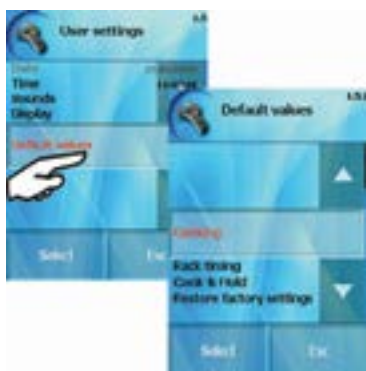 User settings
Date
Time
Sounds
Display
Default values
Select
Esc
Default values
Cooking
Rack timing
Cook & Hold
Restore factory settings
Select
Esc